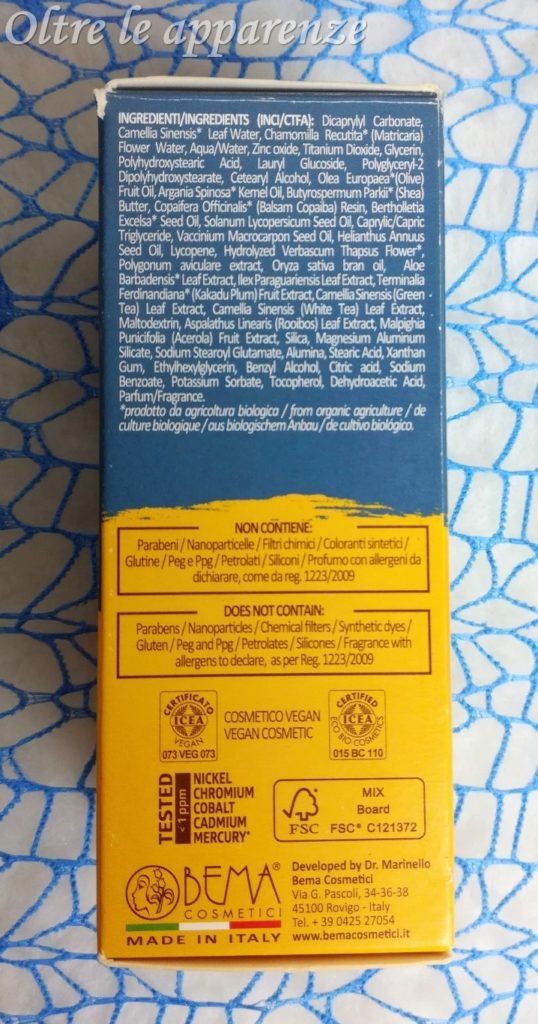 Oltre le apparenze
INGREDIENTI/INGREDIENTS (INCI/CTFA): Dicaprylyl Carbonate,
Camellia Sinensis* Leaf Water, Chamomilla Recutita* (Matricaria)
Flower Water, Aqua/Water, Zinc oxide, Titanium Dioxide, Glycerin,
Polyhydroxystearic Acid, Lauryl Glucoside, Polyglyceryl-2
Dipolyhydroxystearate, Cetearyl Alcohol, Olea Europaea*(Olive)
Fruit Oil, Argania Spinosa* Kernel Oil, Butyrospermum Parkii* (Shea)
Butter, Copaifera Officinalis* (Balsam Copaiba) Resin, Bertholletia
Excelsa* Seed Oil, Solanum Lycopersicum Seed Oil, Caprylic/Capric
Triglyceride, Vaccinium Macrocarpon Seed Oil, Helianthus Annuus
Seed Oil, Lycopene, Hydrolyzed Verbascum Thapsus Flower*,
Polygonum aviculare extract, Oryza sativa bran oil, Aloe
Barbadensis* Leaf Extract, Ilex Paraguariensis Leaf Extract, Terminalia
Ferdinandiana* (Kakadu Plum) Fruit Extract, Camellia Sinensis (Green
Tea) Leaf Extract, Camellia Sinensis (White Tea) Leaf Extract,
Maltodextrin, Aspalathus Linearis (Rooibos) Leaf Extract, Malpighia
Punicifolia (Acerola) Fruit Extract, Silica, Magnesium Aluminum
Silicate, Sodium Stearoyl Glutamate, Alumina, Stearic Acid, Xanthan
Gum, Ethylhexylglycerin, Benzyl Alcohol, Citric acid, Sodium
Benzoate, Potassium Sorbate, Tocopherol, Dehydroacetic Acid,
Parfum/Fragrance.
*prodotto da agricoltura biologica / from organic agriculture / de
culture biologique / aus biologischem Anbau / de cultivo biológico.
NON CONTIENE:
Parabeni / Nanoparticelle / Filtri chimici / Coloranti sintetici /
Glutine / Peg e Ppg / Petrolati / Siliconi / Profumo con allergeni da
dichiarare, come da reg. 1223/2009
DOES NOT CONTAIN:
Parabens / Nanoparticles / Chemical filters / Synthetic dyes /
Gluten / Peg and Ppg / Petrolates / Silicones / Fragrance with
allergens to declare, as per Reg. 1223/2009
CERTIFICATO
ICEA
VEGAN
073 VEG 073
COSMETICO VEGAN
VEGAN COSMETIC
CERTIFIED
ICEA
ECO BIO COSMETICS
015 BC 110
TESTED
<1 ppm
NICKEL
CHROMIUM
COBALT
CADMIUM
MERCURY*
FSC
MIX
Board
FSC® C121372
BEMA®
COSMETICI
MADE IN ITALY
Developed by Dr. Marinello
Bema Cosmetici
Via G. Pascoli, 34-36-38
45100 Rovigo - Italy
Tel. + 39 0425 27054
www.bemacosmetici.it